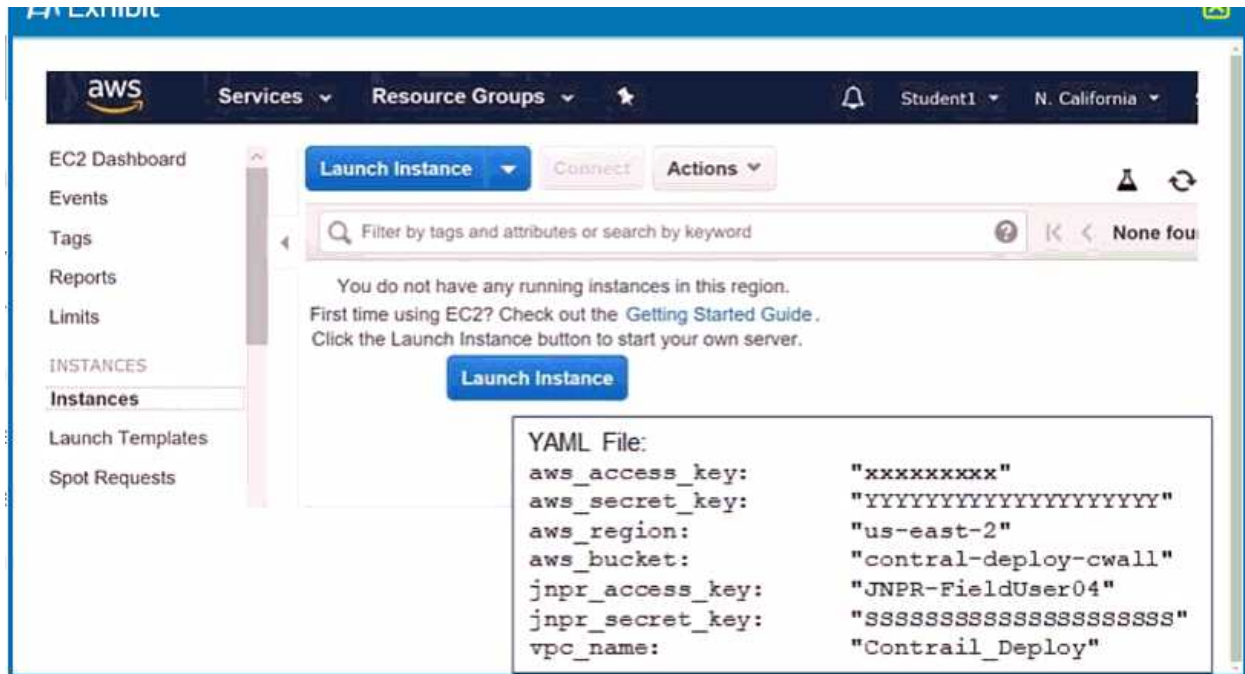 Exhibit
aws Services Resource Groups Student1 N. California
EC2 Dashboard
Events
Tags
Reports
Limits
INSTANCES
Instances
Launch Templates
Spot Requests
Launch Instance Connect Actions
Filter by tags and attributes or search by keyword None fou
You do not have any running instances in this region.
First time using EC2? Check out the Getting Started Guide.
Click the Launch Instance button to start your own server.
Launch Instance
YAML File:
aws_access_key: "xxxxxxxxx"
aws_secret_key: "YYYYYYYYYYYYYYYYYYYY"
aws_region: "us-east-2"
aws_bucket: "contral-deploy-cwall"
jnpr_access_key: "JNPR-FieldUser04"
jnpr_secret_key: "SSSSSSSSSSSSSSSSSSSSS"
vpc_name: "Contrail_Deploy"